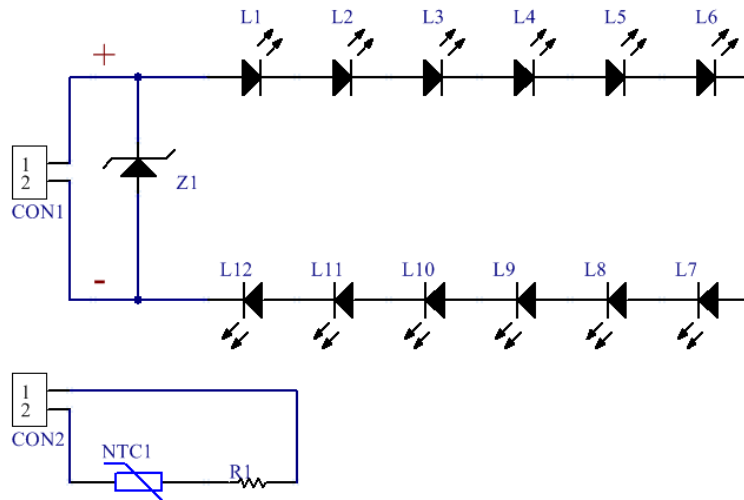 L1 L2 L3 L4 L5 L6
+
1
2
CON1
Z1
-
L12 L11 L10 L9 L8 L7
1
2
CON2
NTC1
R1